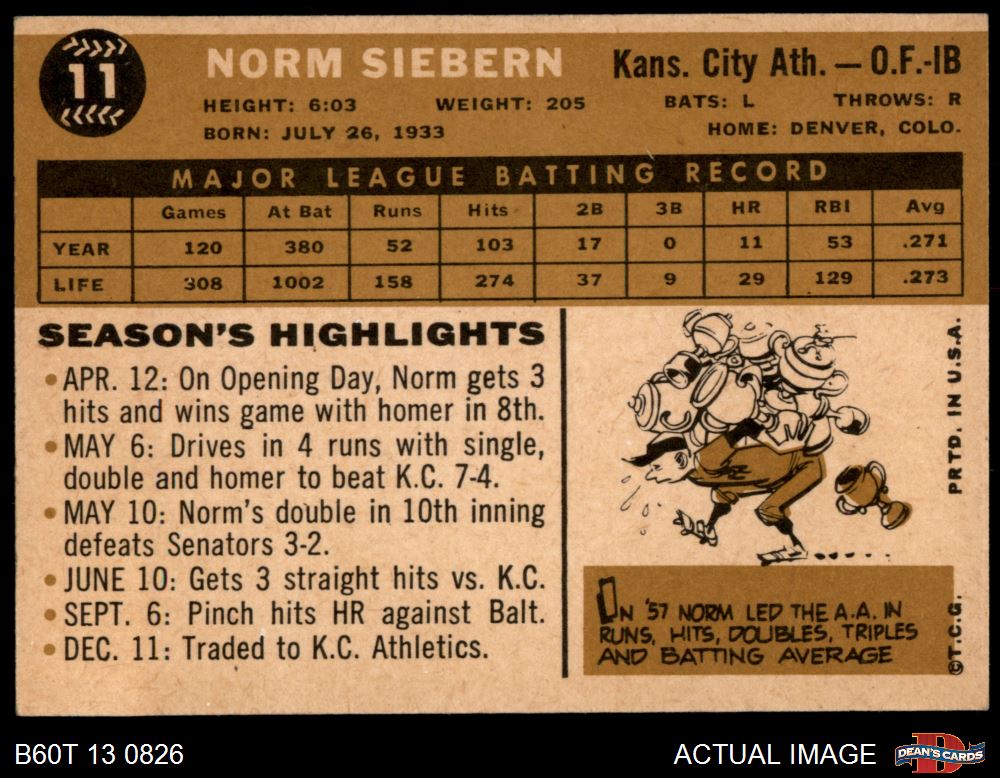 11
NORM SIEBERN
Kans. City Ath. — O.F.-1B
HEIGHT: 6:03 WEIGHT: 205 BATS: L THROWS: R
BORN: JULY 26, 1933 HOME: DENVER, COLO.
MAJOR LEAGUE BATTING RECORD
Games At Bat Runs Hits 2B 3B HR RBI Avg
YEAR 120 380 52 103 17 0 11 53 .271
LIFE 308 1002 158 274 37 9 29 129 .273
SEASON'S HIGHLIGHTS
• APR. 12: On Opening Day, Norm gets 3
hits and wins game with homer in 8th.
• MAY 6: Drives in 4 runs with single,
double and homer to beat K.C. 7-4.
• MAY 10: Norm's double in 10th inning
defeats Senators 3-2.
• JUNE 10: Gets 3 straight hits vs. K.C.
• SEPT. 6: Pinch hits HR against Balt.
• DEC. 11: Traded to K.C. Athletics.
IN '57 NORM LED THE A.A. IN
RUNS, HITS, DOUBLES, TRIPLES
AND BATTING AVERAGE
©T.C.G. PRTD. IN U.S.A.
B60T 13 0826
ACTUAL IMAGE
DEAN'S CARDS